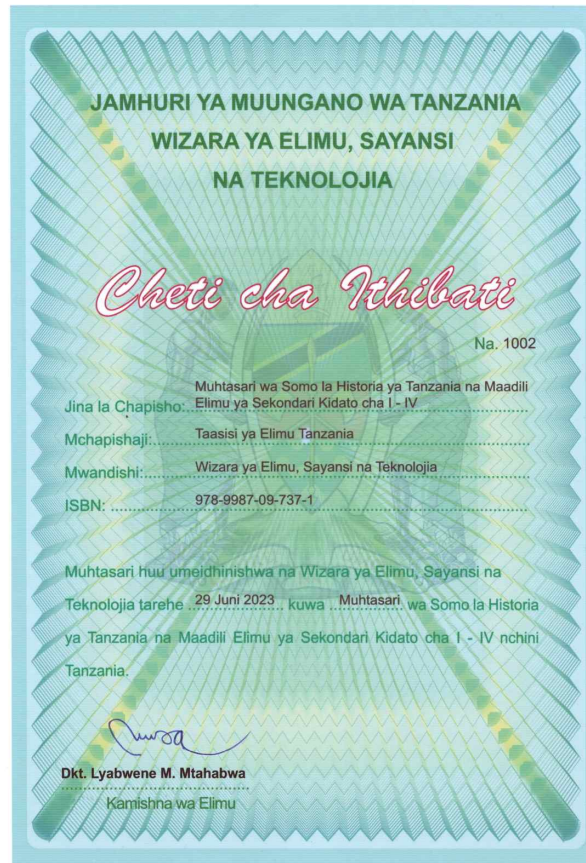 JAMHURI YA MUUNGANO WA TANZANIA
WIZARA YA ELIMU, SAYANSI
NA TEKNOLOJIA
Cheti cha Ithibati
Na. 1002
Muhtasari wa Somo la Historia ya Tanzania na Maadili
Jina la Chapisho: Elimu ya Sekondari Kidato cha I - IV
Mchapishaji: Taasisi ya Elimu Tanzania
Mwandishi: Wizara ya Elimu, Sayansi na Teknolojia
ISBN: 978-9987-09-737-1
Muhtasari huu umeidhinishwa na Wizara ya Elimu, Sayansi na
Teknolojia tarehe 29 Juni 2023 kuwa Muhtasari wa Somo la Historia
ya Tanzania na Maadili Elimu ya Sekondari Kidato cha I - IV nchini
Tanzania.
Dkt. Lyabwene M. Mtahabwa
Kamishna wa Elimu